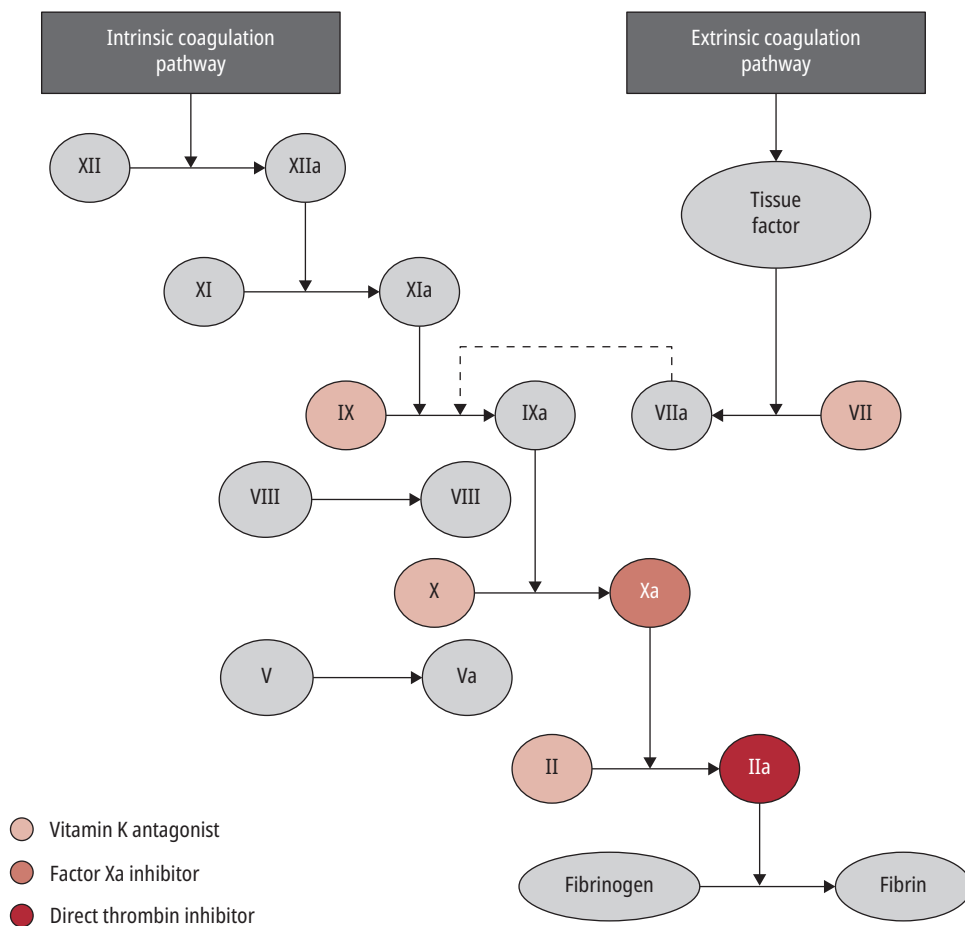 Intrinsic coagulation
pathway
Extrinsic coagulation
pathway
XII
XIIa
Tissue
factor
XI
XIa
IX
IXa
VIIa
VII
VIII
VIII
X
Xa
V
Va
II
IIa
Vitamin K antagonist
Factor Xa inhibitor
Fibrinogen
Fibrin
Direct thrombin inhibitor